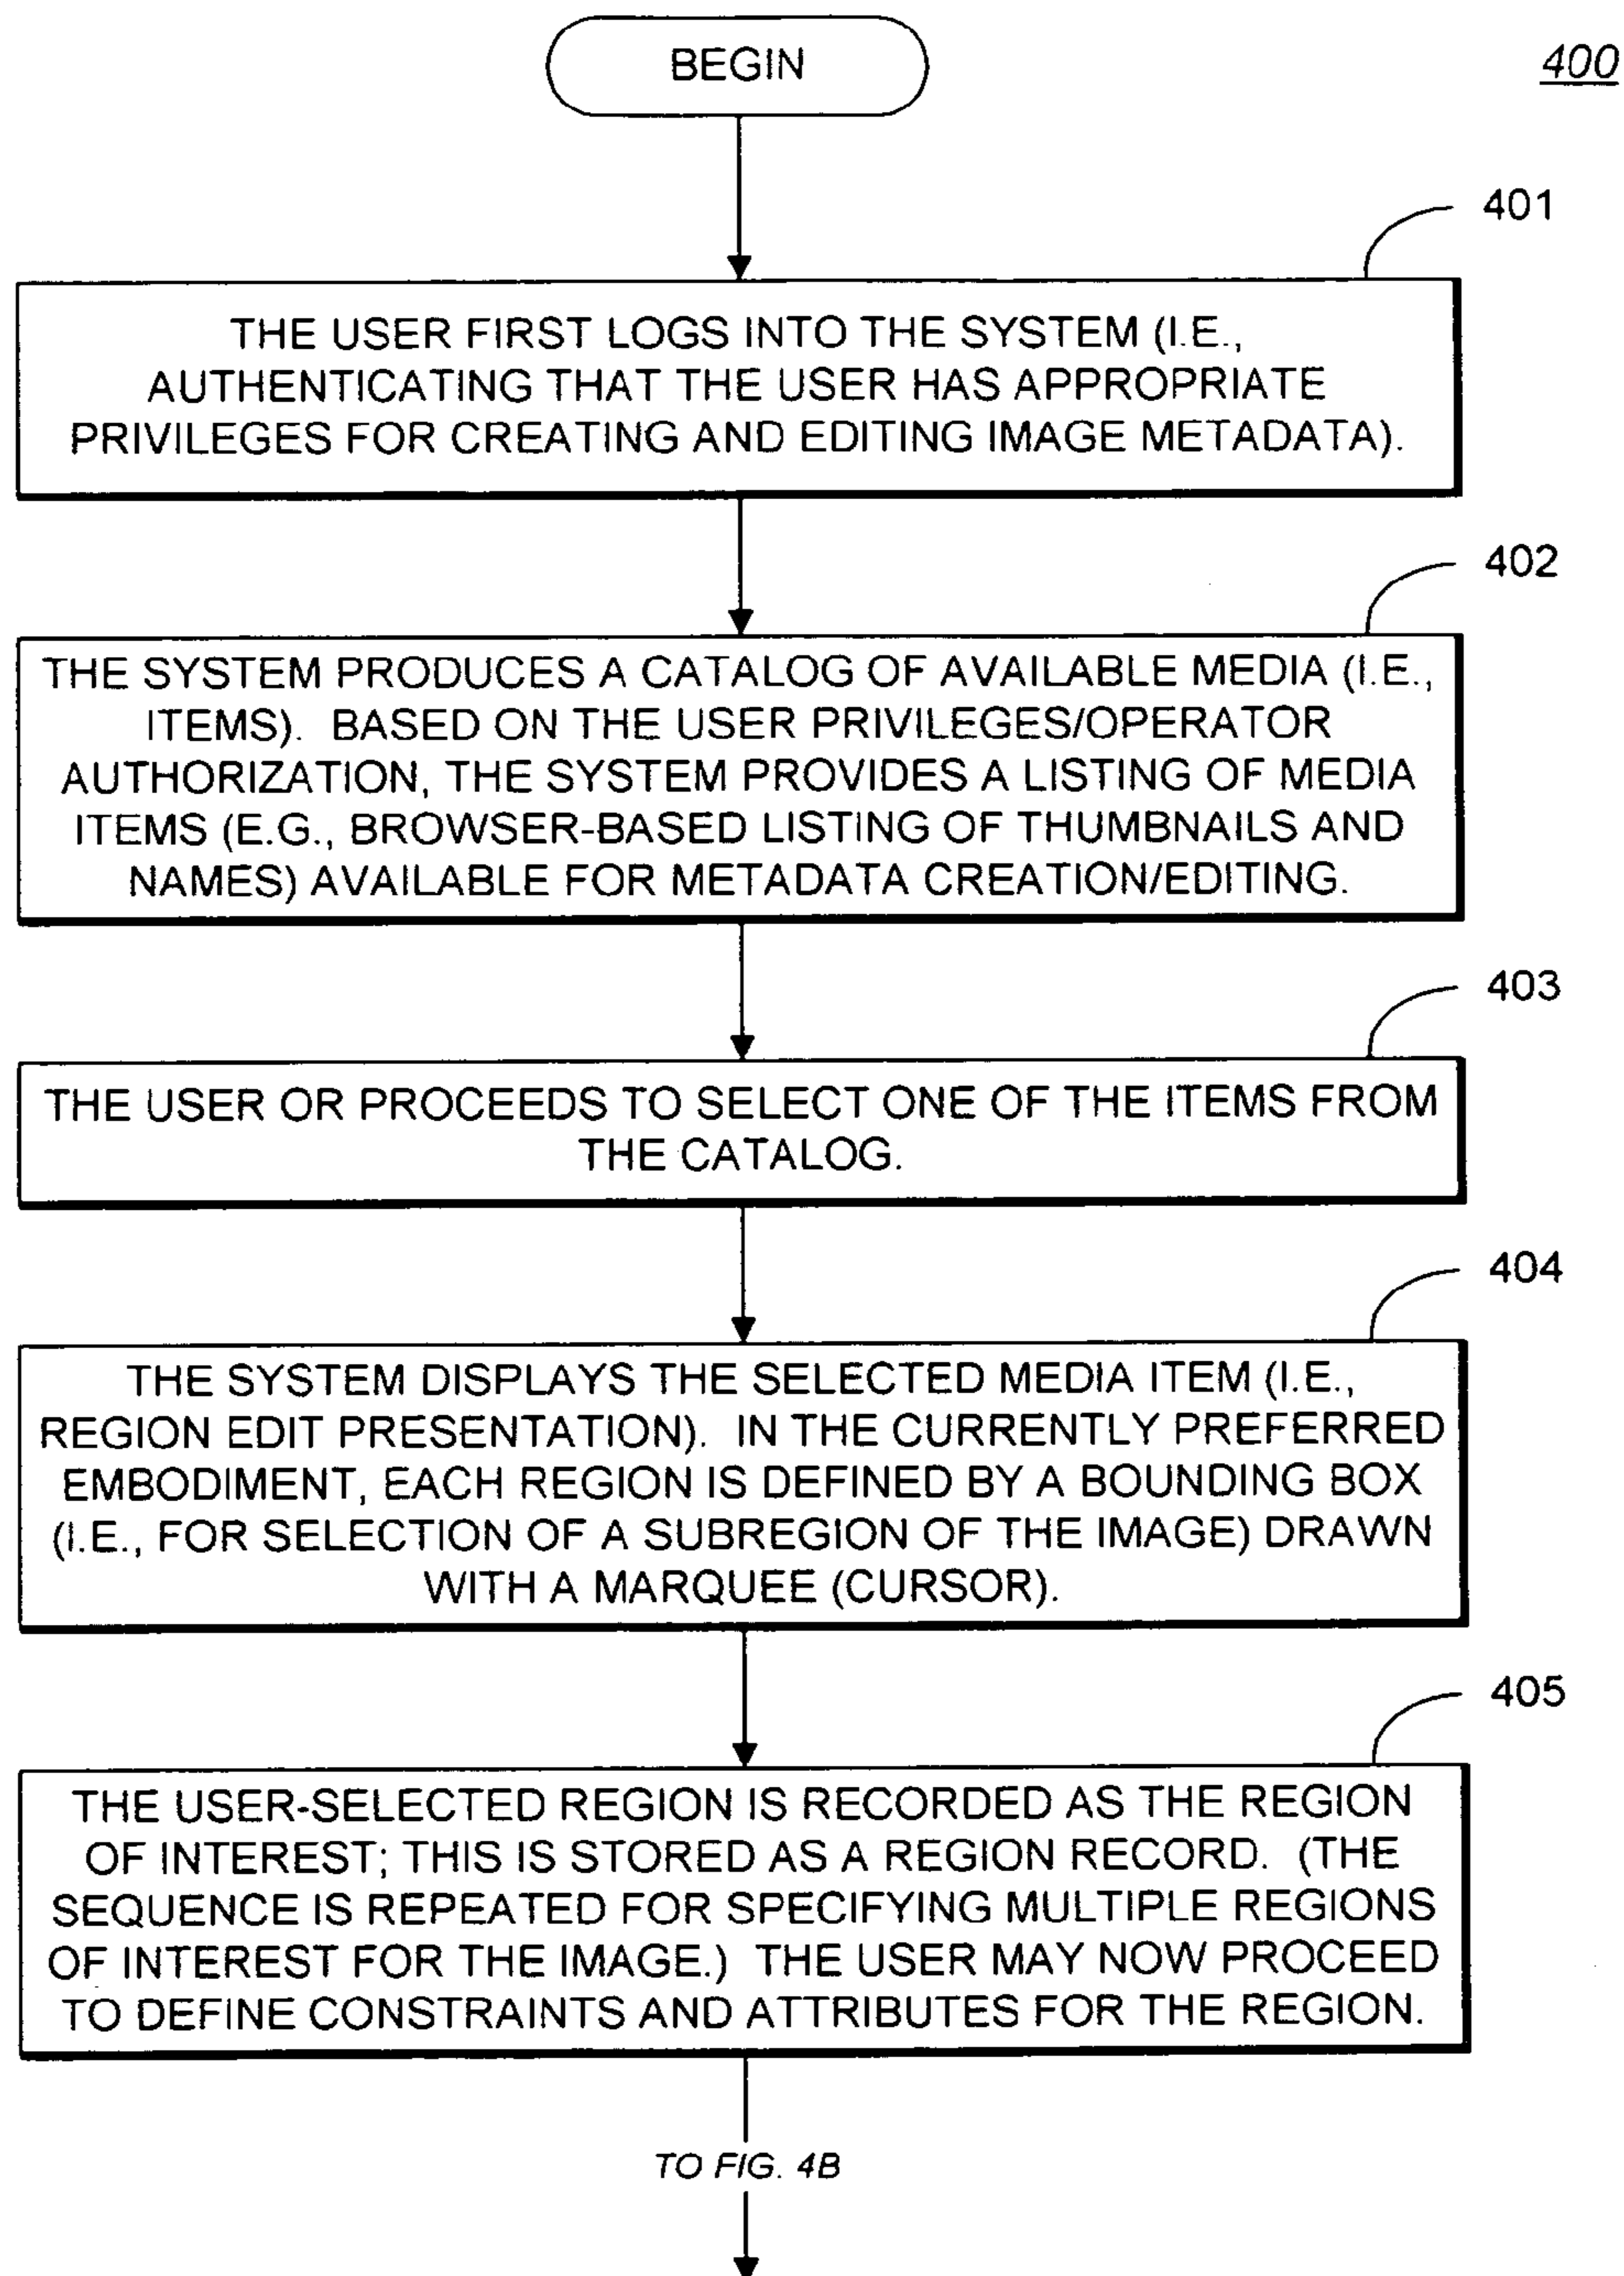 BEGIN
400
401
THE USER FIRST LOGS INTO THE SYSTEM (I.E.,
AUTHENTICATING THAT THE USER HAS APPROPRIATE
PRIVILEGES FOR CREATING AND EDITING IMAGE METADATA).
402
THE SYSTEM PRODUCES A CATALOG OF AVAILABLE MEDIA (I.E.,
ITEMS). BASED ON THE USER PRIVILEGES/OPERATOR
AUTHORIZATION, THE SYSTEM PROVIDES A LISTING OF MEDIA
ITEMS (E.G., BROWSER-BASED LISTING OF THUMBNAILS AND
NAMES) AVAILABLE FOR METADATA CREATION/EDITING.
403
THE USER OR PROCEEDS TO SELECT ONE OF THE ITEMS FROM
THE CATALOG.
404
THE SYSTEM DISPLAYS THE SELECTED MEDIA ITEM (I.E.,
REGION EDIT PRESENTATION). IN THE CURRENTLY PREFERRED
EMBODIMENT, EACH REGION IS DEFINED BY A BOUNDING BOX
(I.E., FOR SELECTION OF A SUBREGION OF THE IMAGE) DRAWN
WITH A MARQUEE (CURSOR).
405
THE USER-SELECTED REGION IS RECORDED AS THE REGION
OF INTEREST; THIS IS STORED AS A REGION RECORD. (THE
SEQUENCE IS REPEATED FOR SPECIFYING MULTIPLE REGIONS
OF INTEREST FOR THE IMAGE.) THE USER MAY NOW PROCEED
TO DEFINE CONSTRAINTS AND ATTRIBUTES FOR THE REGION.
TO FIG. 4B